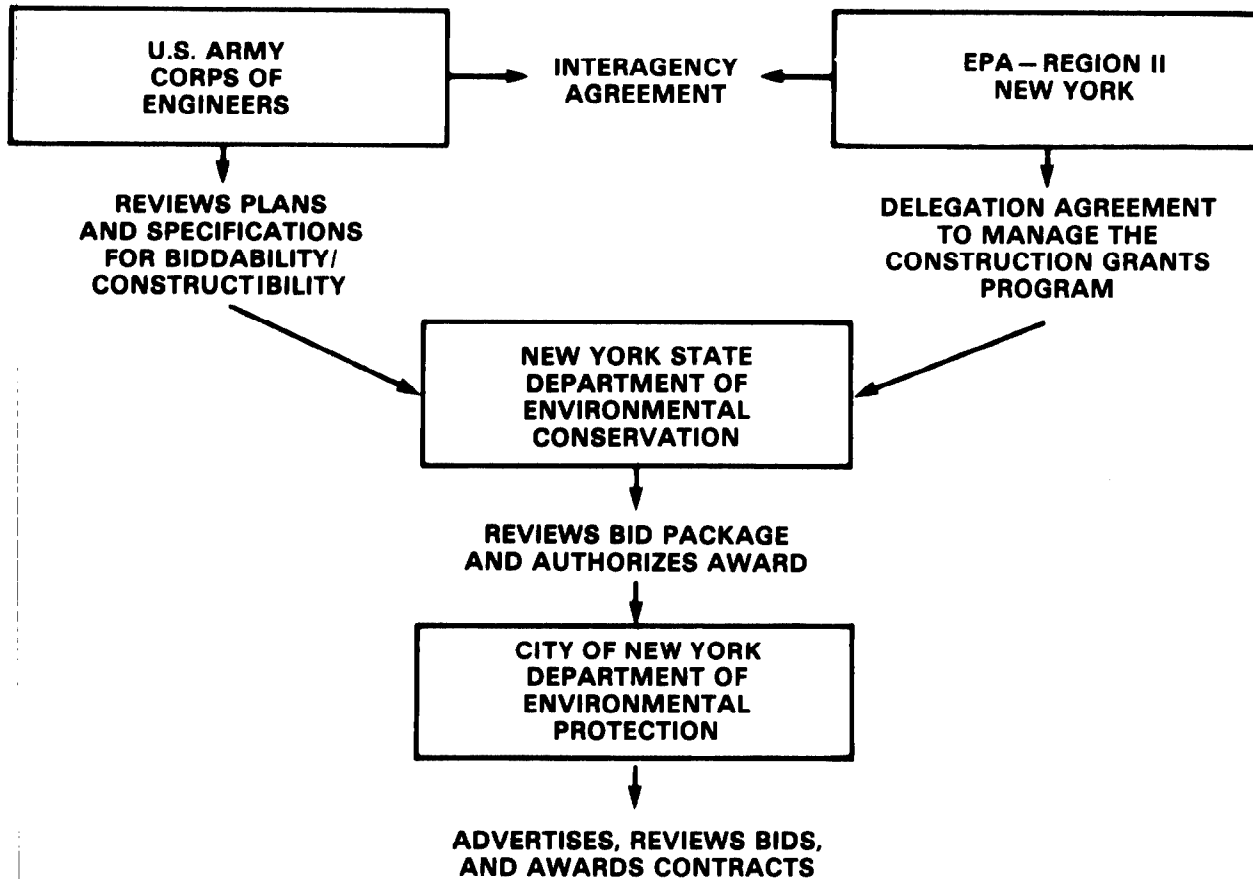 U.S. ARMY
CORPS OF
ENGINEERS
INTERAGENCY
AGREEMENT
EPA – REGION II
NEW YORK
REVIEWS PLANS
AND SPECIFICATIONS
FOR BIDDABILITY/
CONSTRUCTIBILITY
DELEGATION AGREEMENT
TO MANAGE THE
CONSTRUCTION GRANTS
PROGRAM
NEW YORK STATE
DEPARTMENT OF
ENVIRONMENTAL
CONSERVATION
REVIEWS BID PACKAGE
AND AUTHORIZES AWARD
CITY OF NEW YORK
DEPARTMENT OF
ENVIRONMENTAL
PROTECTION
ADVERTISES, REVIEWS BIDS,
AND AWARDS CONTRACTS